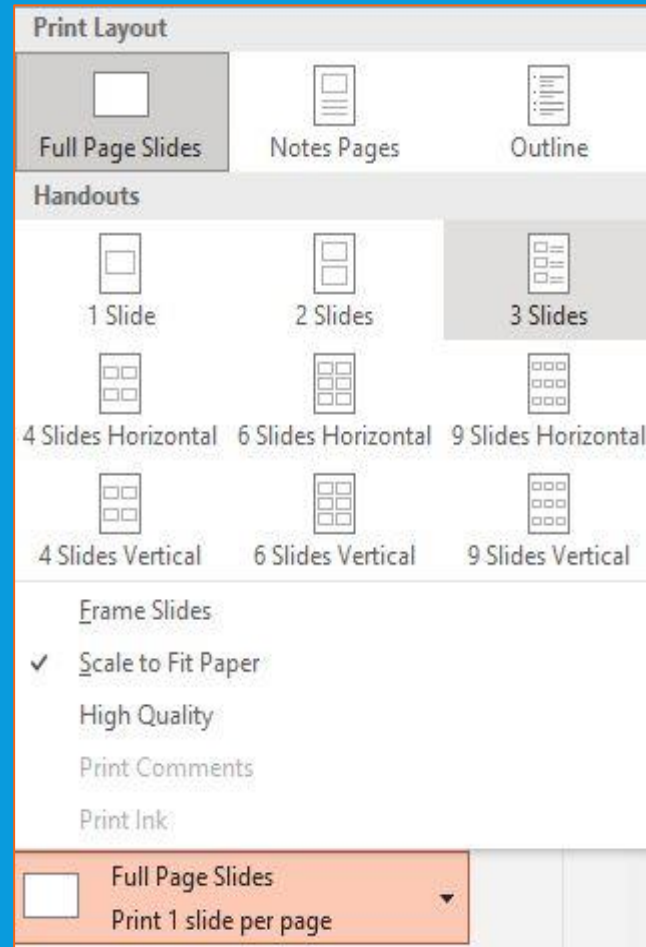 Print Layout
Full Page Slides Notes Pages Outline
Handouts
1 Slide 2 Slides 3 Slides
4 Slides Horizontal 6 Slides Horizontal 9 Slides Horizontal
4 Slides Vertical 6 Slides Vertical 9 Slides Vertical
Frame Slides
Scale to Fit Paper
High Quality
Print Comments
Print Ink
Full Page Slides
Print 1 slide per page